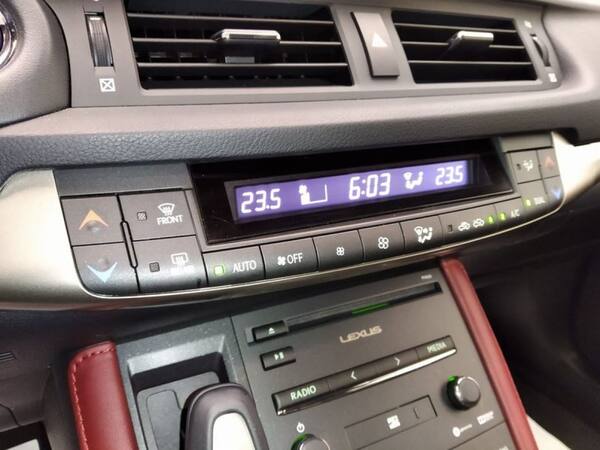 23.5 6:03 23.5
FRONT
AUTO OFF A/C DUAL
LEXUS
RADIO MEDIA